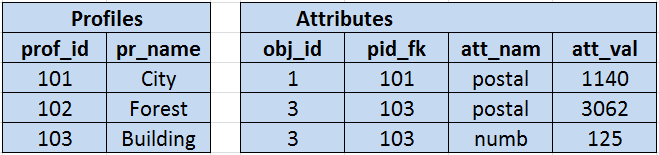 Profiles Attributes
prof_id pr_name obj_id pid_fk att_nam att_val
101 City 1 101 postal 1140
102 Forest 3 103 postal 3062
103 Building 3 103 numb 125